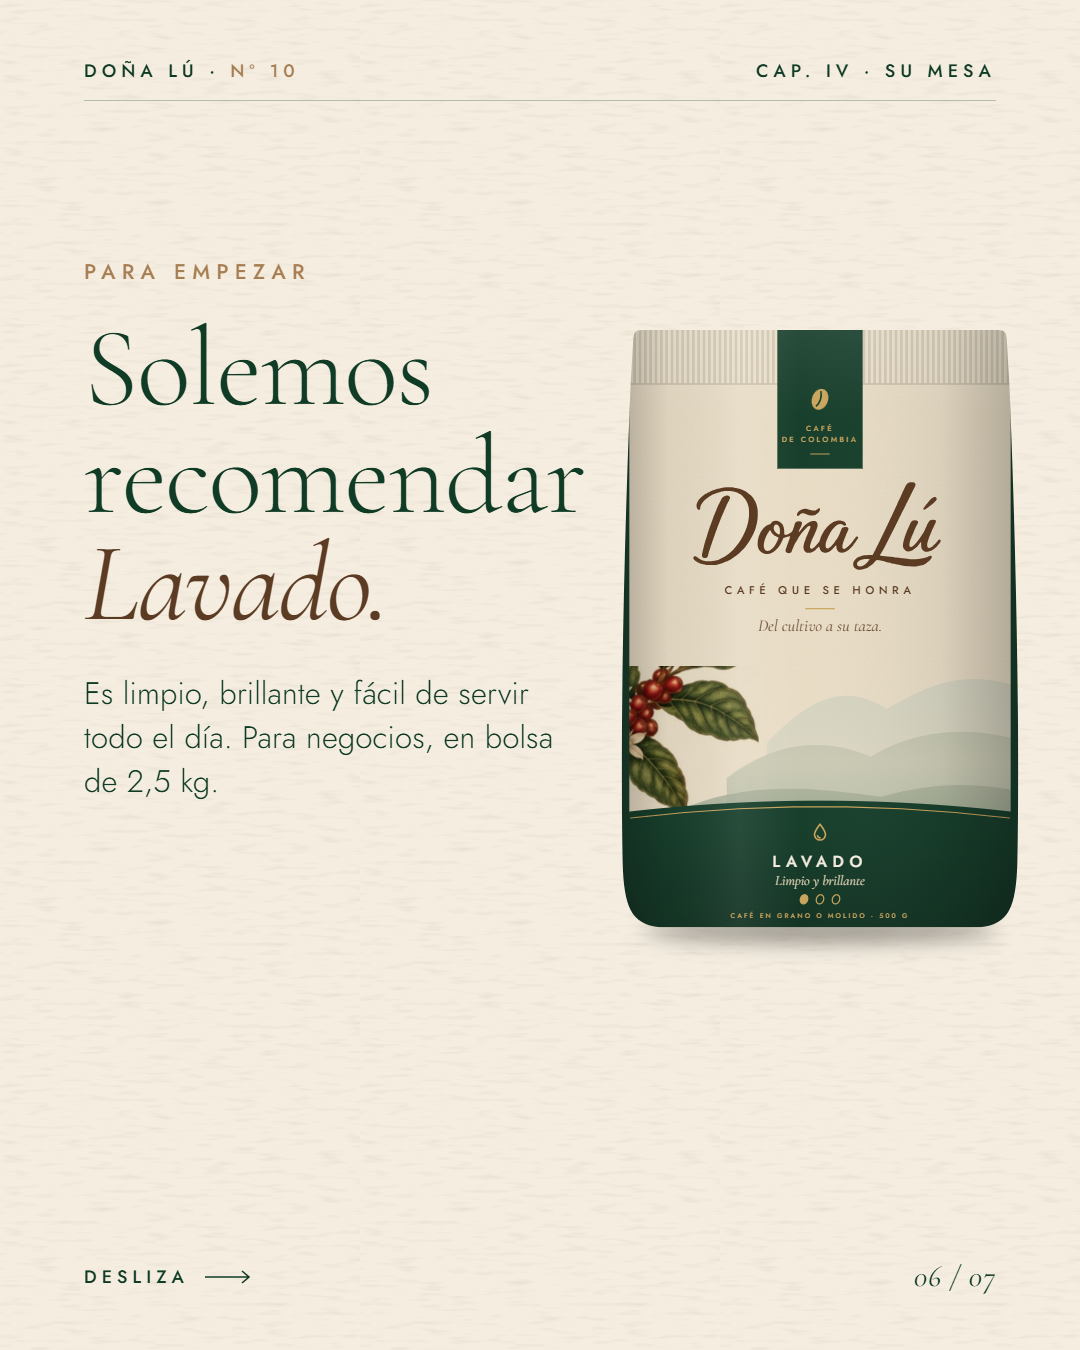 DOÑA LÚ · N° 10
CAP. IV · SU MESA
PARA EMPEZAR
Solemos
recomendar
Lavado.
Es limpio, brillante y fácil de servir
todo el día. Para negocios, en bolsa
de 2,5 kg.
CAFÉ
DE COLOMBIA
Doña Lú
CAFÉ QUE SE HONRA
Del cultivo a su taza.
LAVADO
Limpio y brillante
CAFÉ EN GRANO O MOLIDO · 500 G
DESLIZA
06 / 07